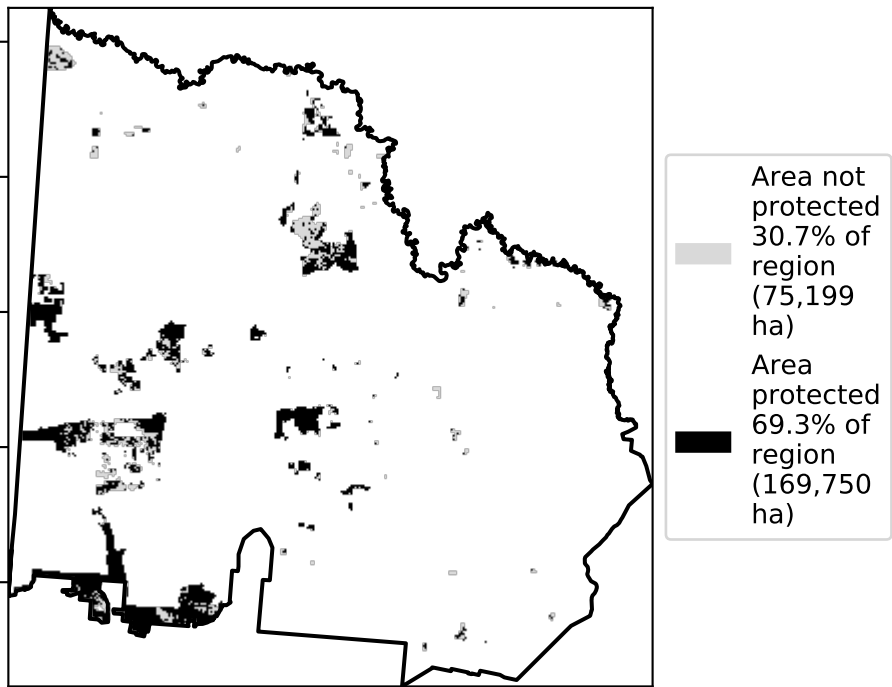 Area not
protected
30.7% of
region
(75,199
ha)
Area
protected
69.3% of
region
(169,750
ha)